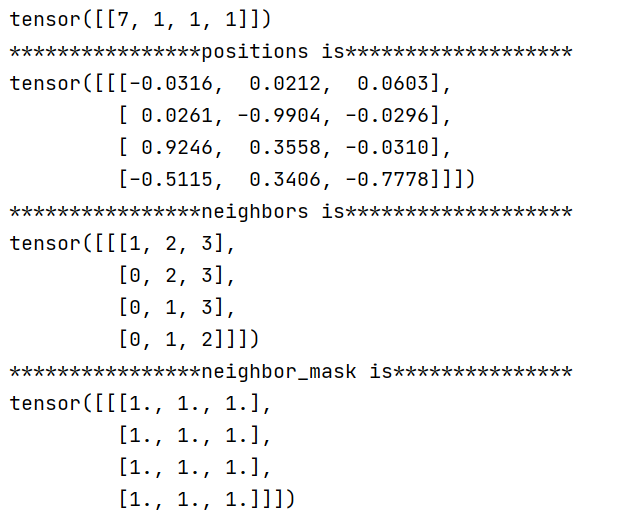 tensor([[7, 1, 1, 1]])
****************positions is*******************
tensor([[[-0.0316,  0.0212,  0.0603],
         [ 0.0261, -0.9904, -0.0296],
         [ 0.9246,  0.3558, -0.0310],
         [-0.5115,  0.3406, -0.7778]]])
****************neighbors is*******************
tensor([[[1, 2, 3],
         [0, 2, 3],
         [0, 1, 3],
         [0, 1, 2]]])
****************neighbor_mask is***************
tensor([[[1., 1., 1.],
         [1., 1., 1.],
         [1., 1., 1.],
         [1., 1., 1.]]])